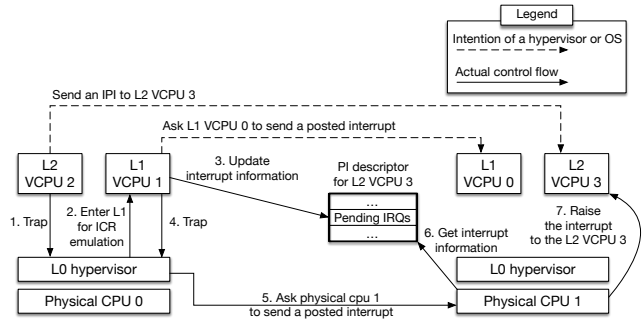 Legend
Intention of a hypervisor or OS
Actual control flow
Send an IPI to L2 VCPU 3
Ask L1 VCPU 0 to send a posted interrupt
L2
VCPU 2
L1
VCPU 1
3. Update
interrupt information
PI descriptor
for L2 VCPU 3
L1
VCPU 0
L2
VCPU 3
...
Pending IRQs
...
1. Trap
2. Enter L1
for ICR
emulation
4. Trap
6. Get interrupt
information
7. Raise
the interrupt
to the L2 VCPU 3
L0 hypervisor
L0 hypervisor
Physical CPU 0
5. Ask physical cpu 1
to send a posted interrupt
Physical CPU 1